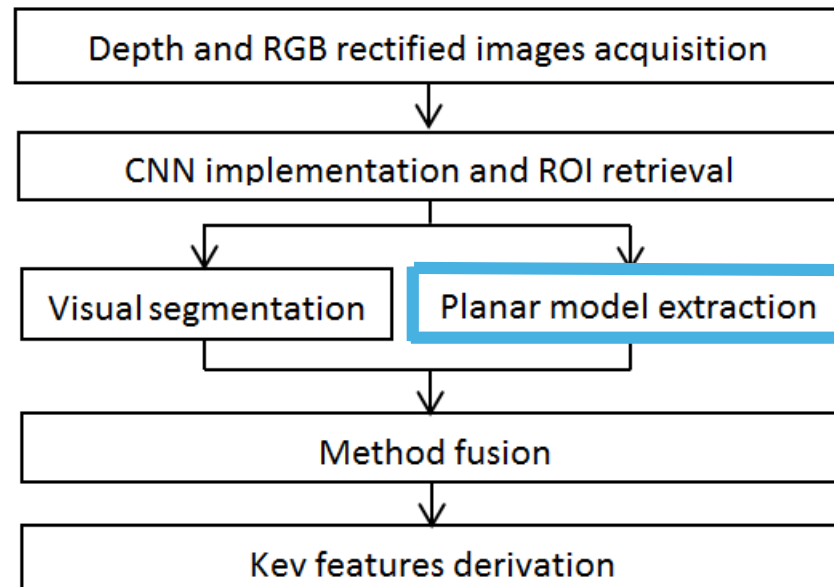 Depth and RGB rectified images acquisition
CNN implementation and ROI retrieval
Visual segmentation
Planar model extraction
Method fusion
Key features derivation